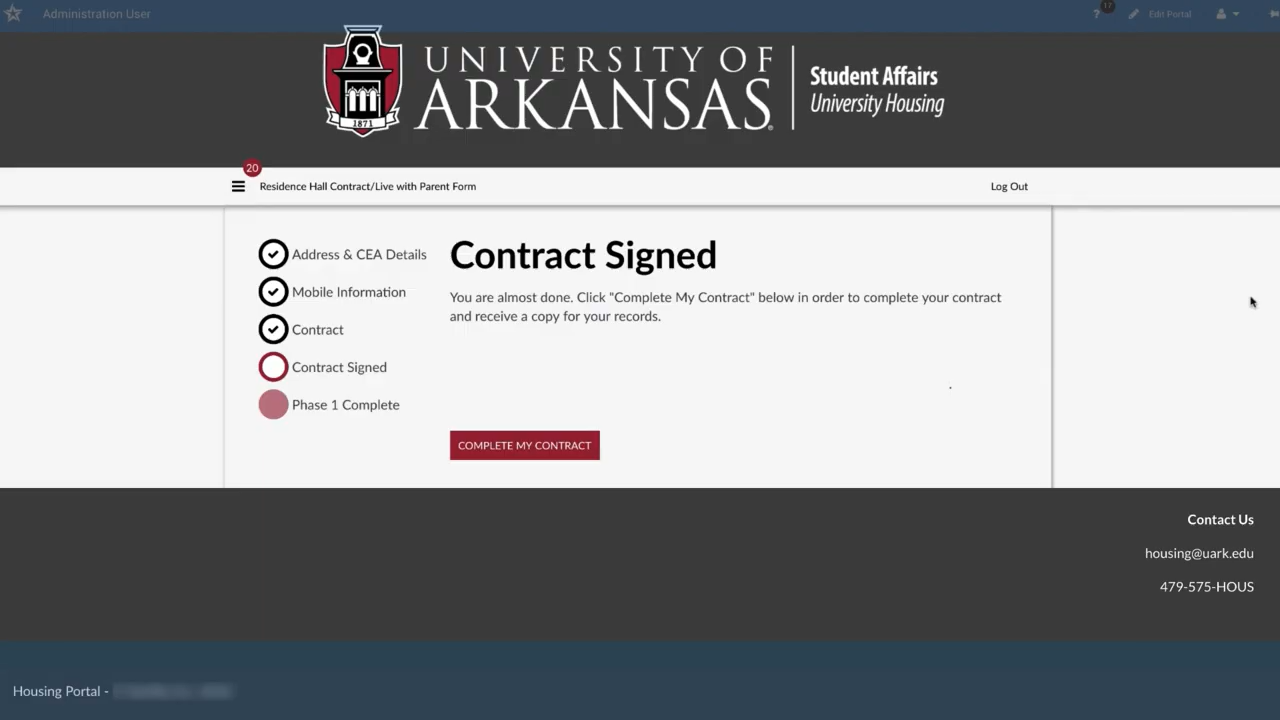 Administration User
? 17 Edit Portal
UNIVERSITY OF
ARKANSAS
1871
Student Affairs
University Housing
20
Residence Hall Contract/Live with Parent Form
Log Out
Address & CEA Details
Mobile Information
Contract
Contract Signed
Phase 1 Complete
Contract Signed
You are almost done. Click "Complete My Contract" below in order to complete your contract
and receive a copy for your records.
COMPLETE MY CONTRACT
Contact Us
housing@uark.edu
479-575-HOUS
Housing Portal -